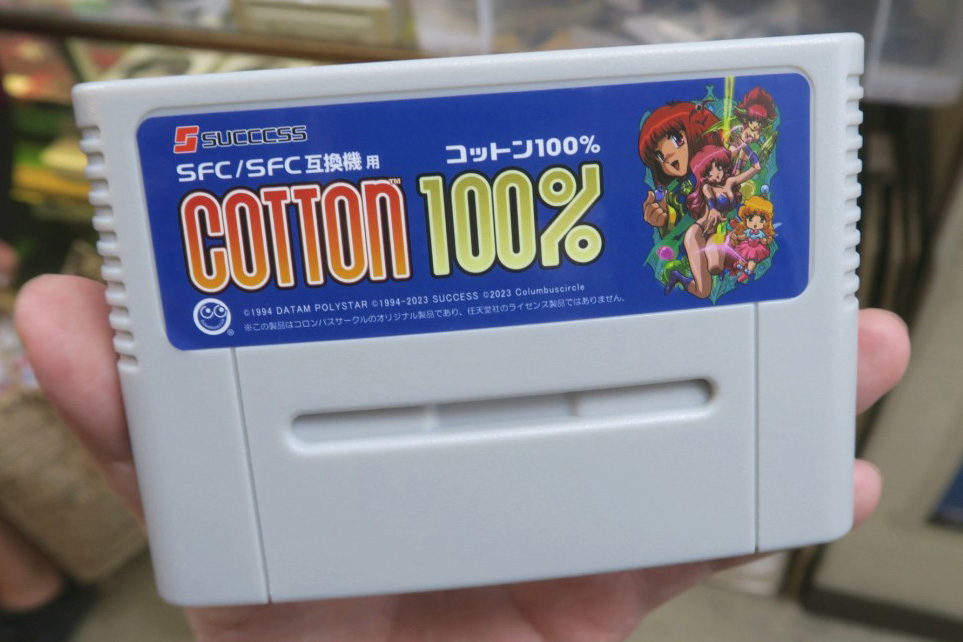 SUCCESS
SFC/SFC互換機用
コットン100%
COTTON™ 100%
©1994 DATAM POLYSTAR ©1994-2023 SUCCESS ©2023 Columbuscircle
※この製品はコロンバスサークルのオリジナル製品であり、任天堂社のライセンス製品ではありません。
®